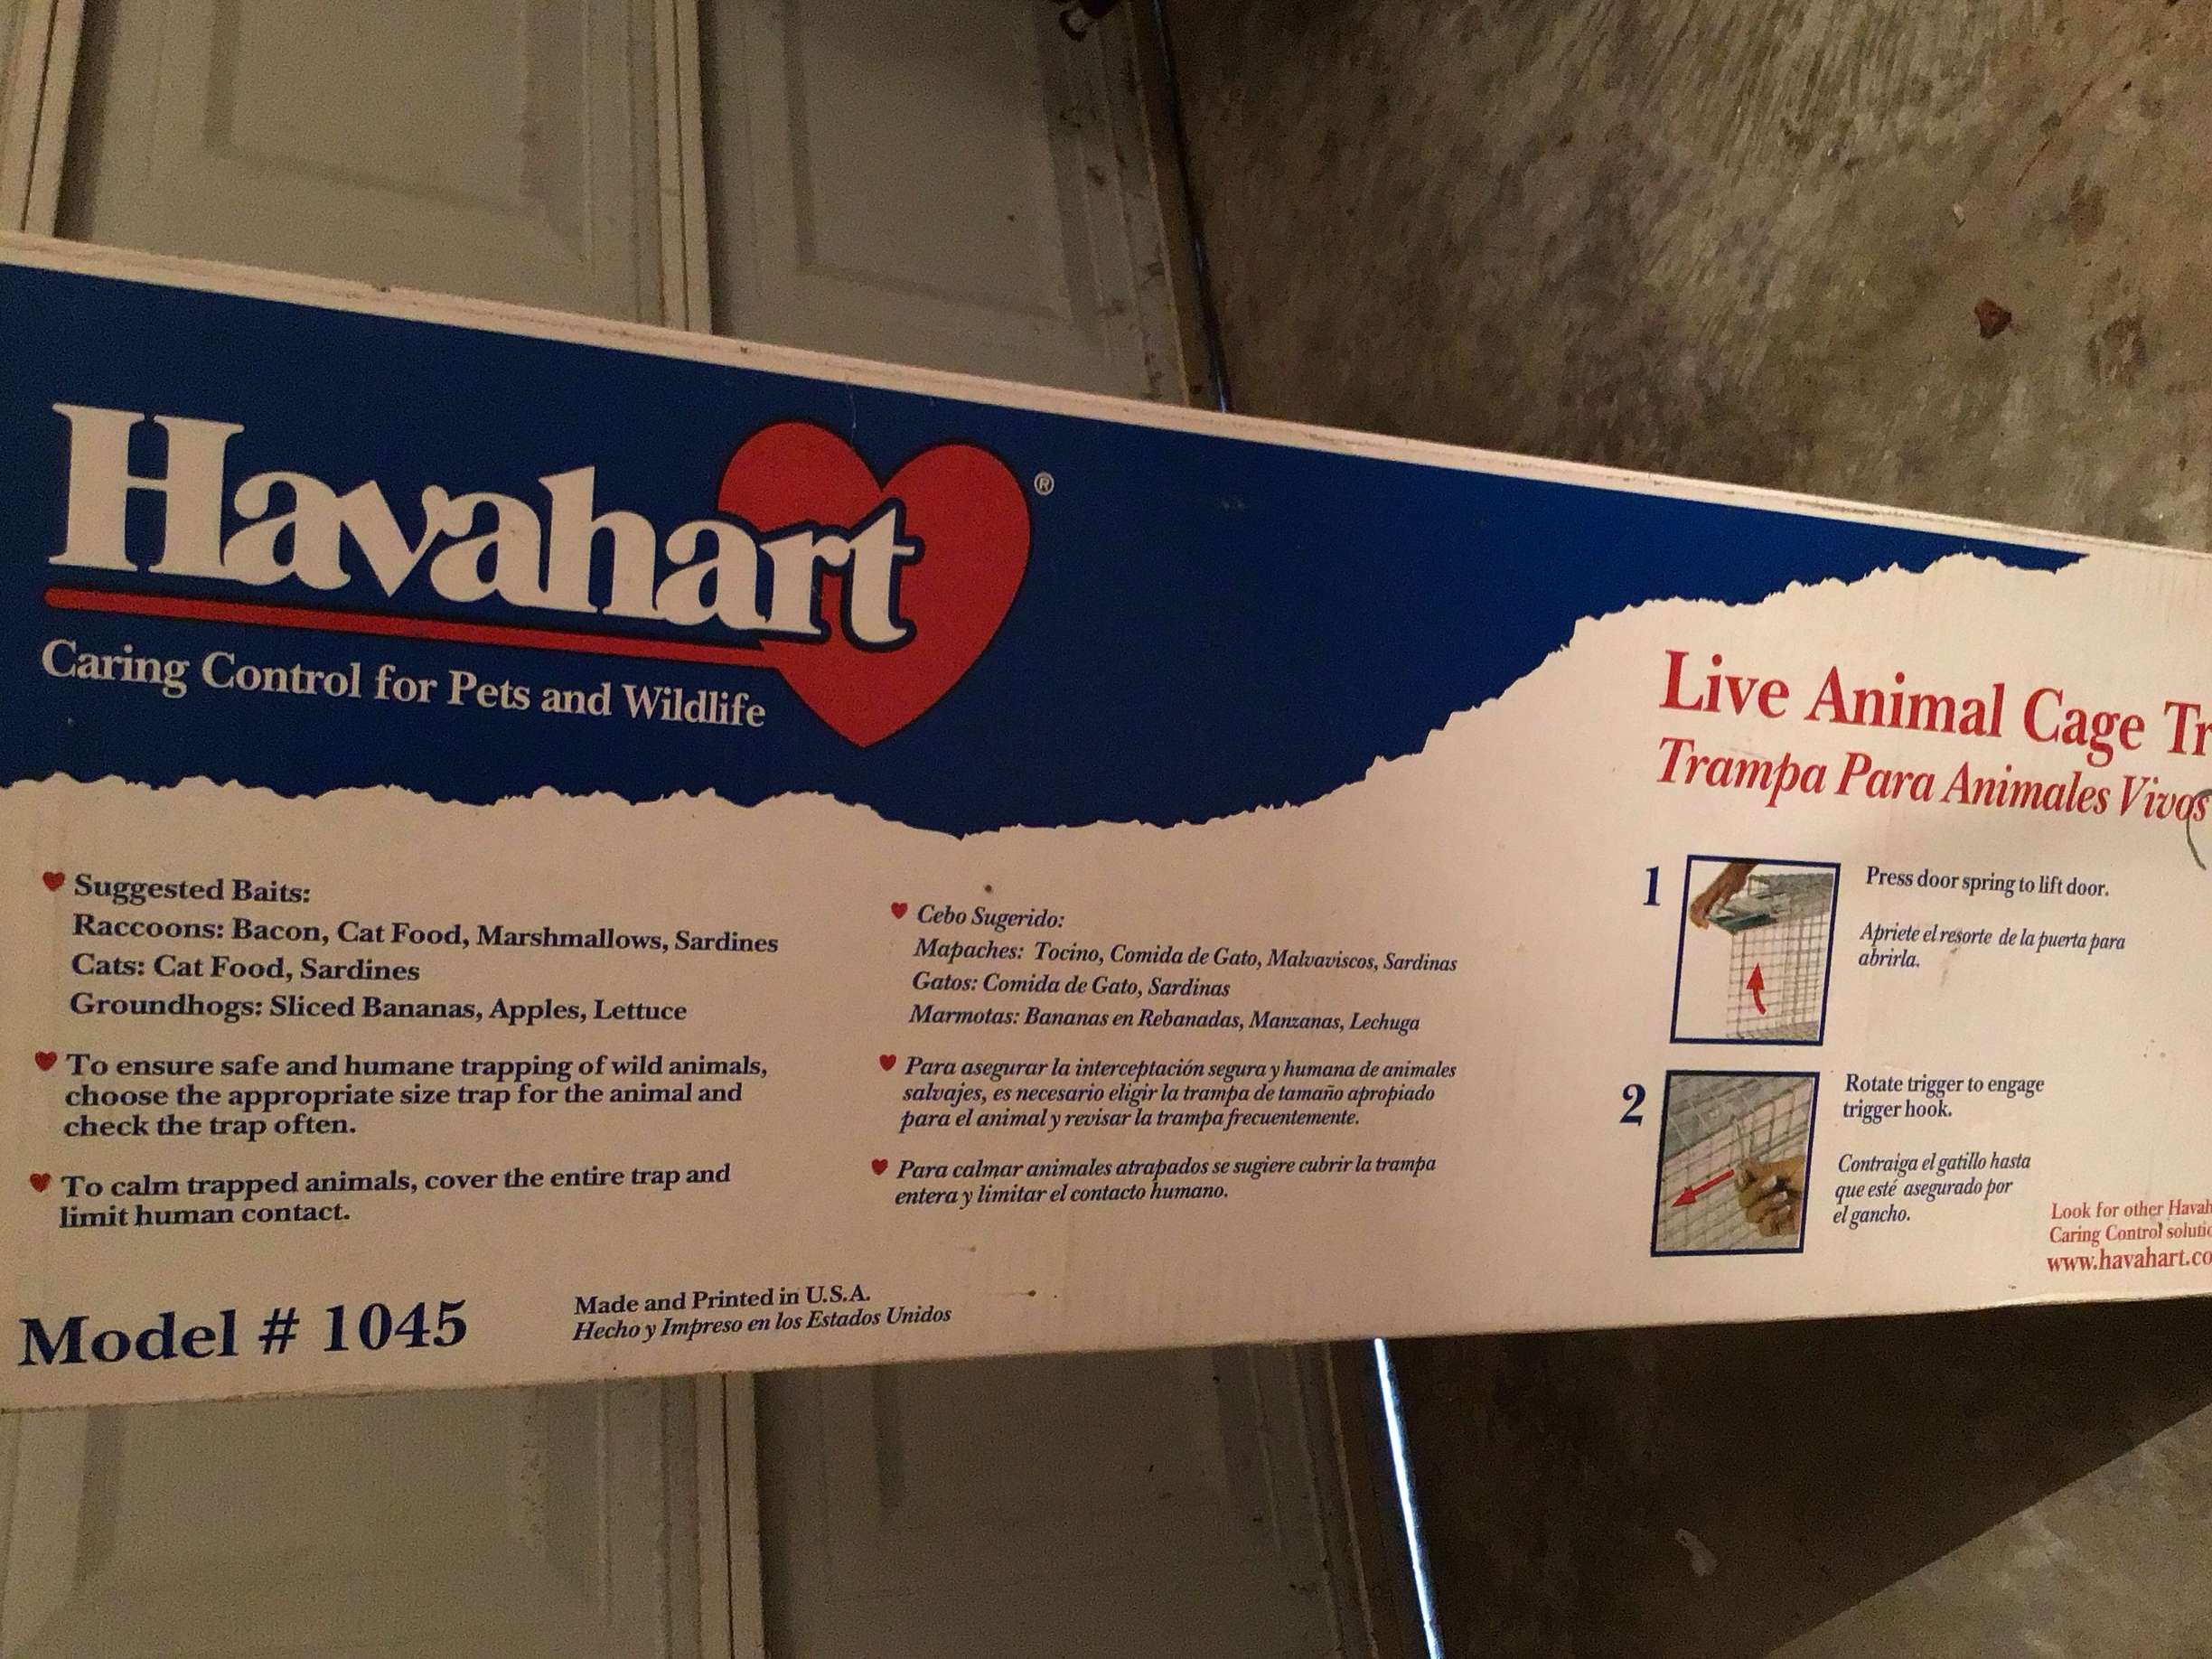 Havahart®
Caring Control for Pets and Wildlife
Suggested Baits:
Raccoons: Bacon, Cat Food, Marshmallows, Sardines
Cats: Cat Food, Sardines
Groundhogs: Sliced Bananas, Apples, Lettuce
To ensure safe and humane trapping of wild animals,
choose the appropriate size trap for the animal and
check the trap often.
To calm trapped animals, cover the entire trap and
limit human contact.
Model # 1045
Made and Printed in U.S.A.
Hecho y Impreso en los Estados Unidos
Cebo Sugerido:
Mapaches: Tocino, Comida de Gato, Malvaviscos, Sardinas
Gatos: Comida de Gato, Sardinas
Marmotas: Bananas en Rebanadas, Manzanas, Lechuga
Para asegurar la interceptación segura y humana de animales
salvajes, es necesario eligir la trampa de tamaño apropiado
para el animal y revisar la trampa frecuentemente.
Para calmar animales atrapados se sugiere cubrir la trampa
entera y limitar el contacto humano.
Live Animal Cage Tr
Trampa Para Animales Vivos
1
Press door spring to lift door.
Apriete el resorte de la puerta para
abrirla.
2
Rotate trigger to engage
trigger hook.
Contraiga el gatillo hasta
que esté asegurado por
el gancho.
Look for other Havah
Caring Control soluti
www.havahart.co